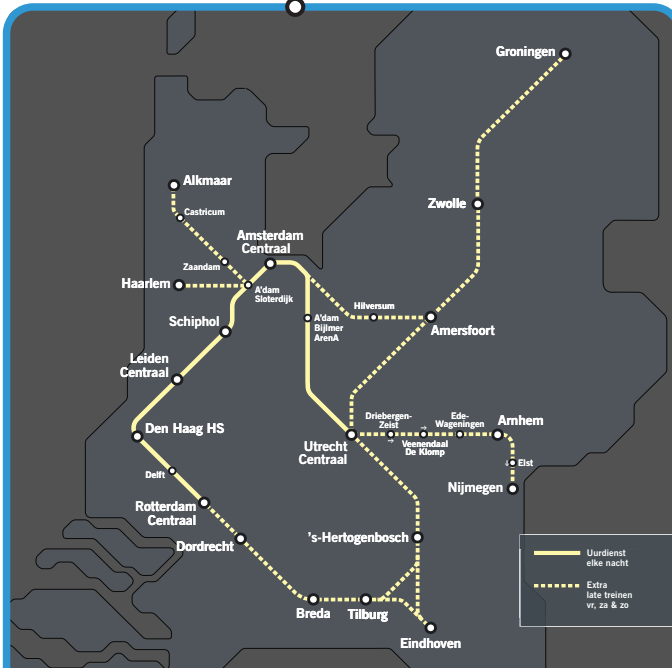 Groningen
Alkmaar
Castricum
Zwolle
Amsterdam
Centraal
Zaandam
Haarlem
A'dam
Sloterdijk
Hilversum
Schiphol
A'dam
Bijlmer
ArenA
Amersfoort
Leiden
Centraal
Den Haag HS
Driebergen-
Zeist
→
→
Veenendaal
De Klomp
Ede-
Wageningen
Arnhem
Utrecht
Centraal
↓ Elst
Delft
Nijmegen
Rotterdam
Centraal
Dordrecht
's-Hertogenbosch
Breda
Tilburg
Eindhoven
Uurdienst
elke nacht
Extra
late treinen
vr, za & zo